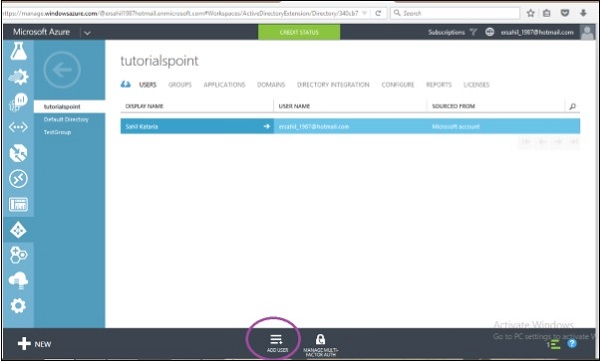 https://manage.windowsazure.com/@ersahil1987hotmail.onmicrosoft.com#Workspaces/ActiveDirectoryExtension/Directory/340cb7
Search
Microsoft Azure
CREDIT STATUS
Subscriptions
ersahil_1987@hotmail.com
tutorialspoint
USERS GROUPS APPLICATIONS DOMAINS DIRECTORY INTEGRATION CONFIGURE REPORTS LICENSES
tutorialspoint
Default Directory
TestGroup
DISPLAY NAME USER NAME SOURCED FROM
Sahil Kataria ersahil_1987@hotmail.com Microsoft account
Activate Windows
Go to PC settings to activate W
NEW
ADD USER
MANAGE MULTI-
FACTOR AUTH
1
?